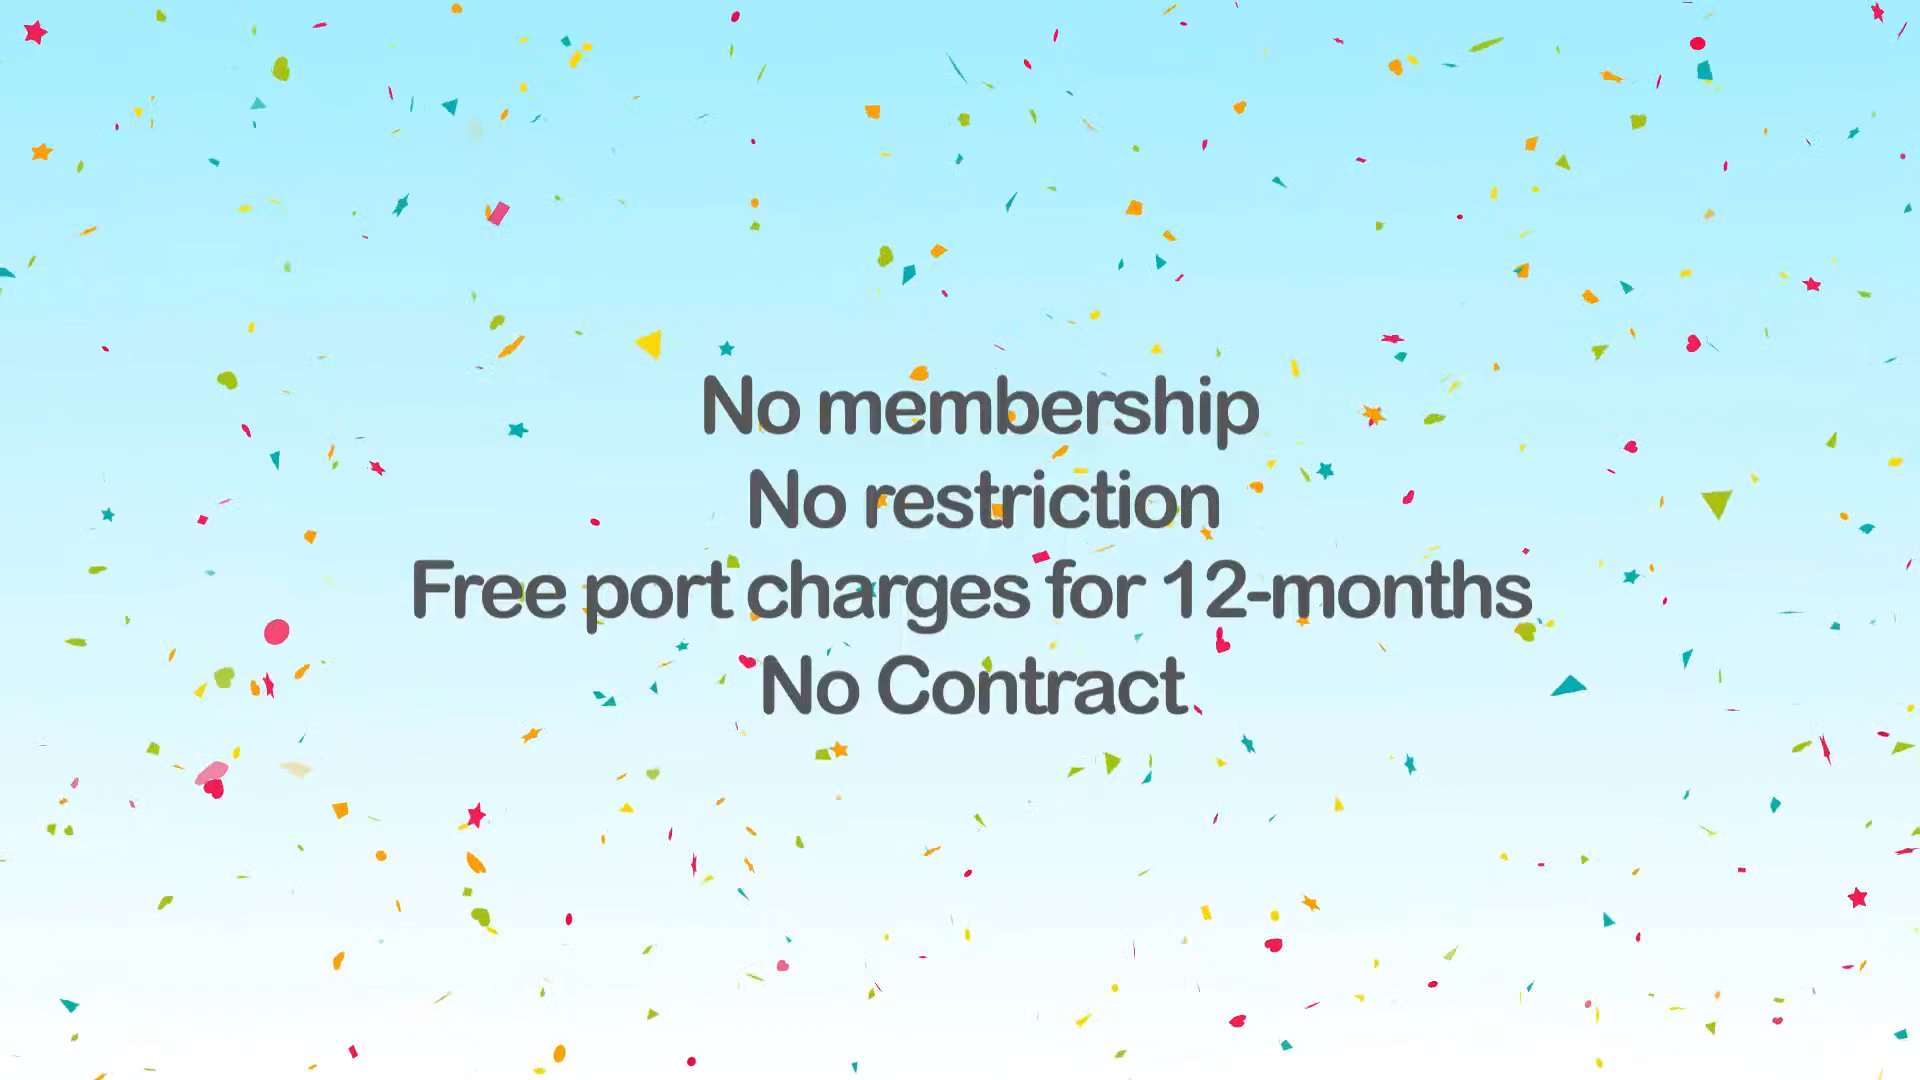 No membership
No restriction
Free port charges for 12-months
No Contract